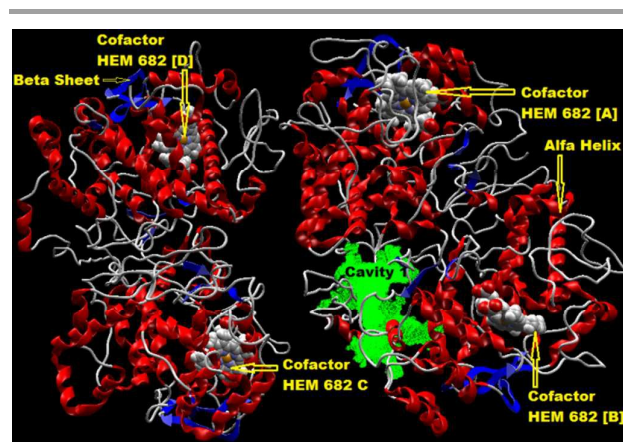 Cofactor
HEM 682 [D]
Beta Sheet
Cofactor
HEM 682 [A]
Alfa Helix
Cavity 1
Cofactor
HEM 682 C
Cofactor
HEM 682 [B]